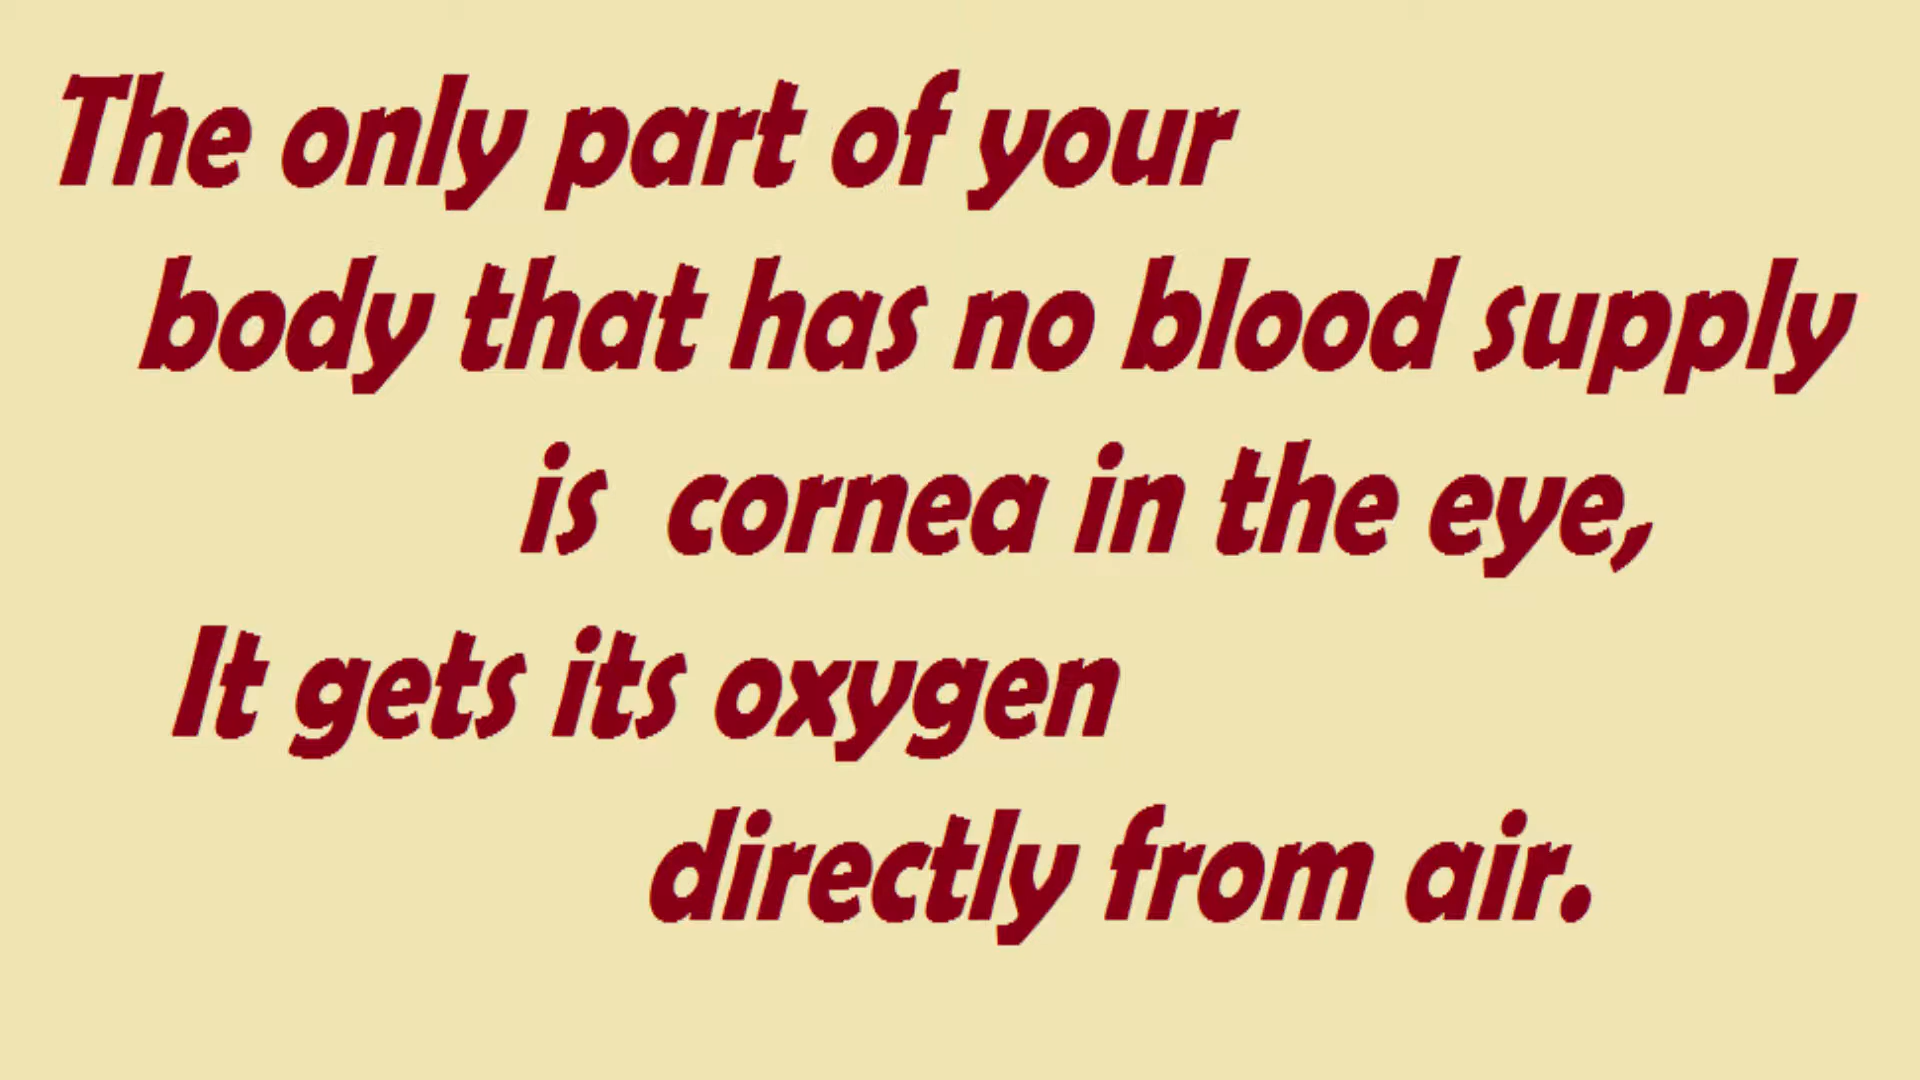 The only part of your
body that has no blood supply
is cornea in the eye,
It gets its oxygen
directly from air.